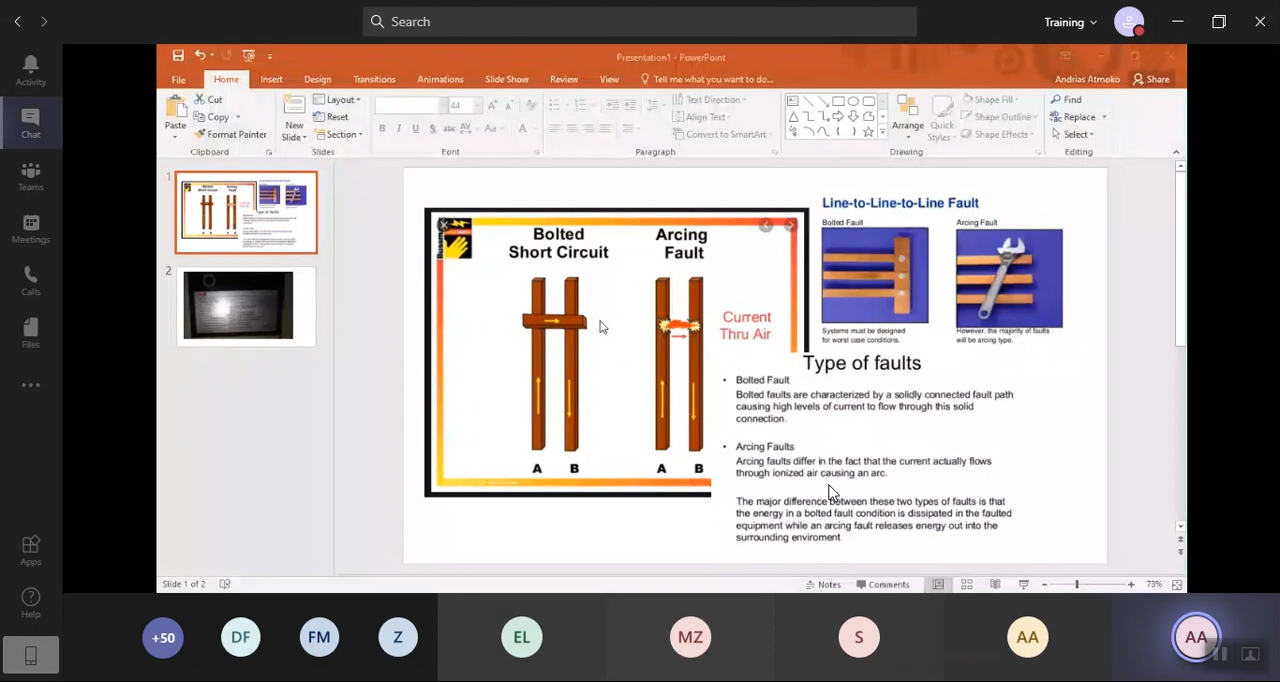 Search
Training
Activity
Chat
Teams
Meetings
Calls
Files
Apps
Help
Presentation1 - PowerPoint
File Home Insert Design Transitions Animations Slide Show Review View Tell me what you want to do...
Andrias Atmoko Share
Paste
Cut
Copy
Format Painter
Clipboard
New
Slide
Layout
Reset
Section
Slides
44
B I U S abc AV Aa A
Font
Text Direction
Align Text
Convert to SmartArt
Paragraph
Arrange
Quick
Styles
Shape Fill
Shape Outline
Shape Effects
Drawing
Find
Replace
Select
Editing
1
2
Bolted
Short Circuit
Arcing
Fault
Current
Thru Air
A B
A B
Line-to-Line-to-Line Fault
Bolted Fault
Arcing Fault
Systems must be designed
for worst case conditions.
However, the majority of faults
will be arcing type.
Type of faults
• Bolted Fault
Bolted faults are characterized by a solidly connected fault path
causing high levels of current to flow through this solid
connection.
• Arcing Faults
Arcing faults differ in the fact that the current actually flows
through ionized air causing an arc.
The major difference between these two types of faults is that
the energy in a bolted fault condition is dissipated in the faulted
equipment while an arcing fault releases energy out into the
surrounding enviroment
Slide 1 of 2
Notes Comments 73%
+50 DF FM Z EL MZ S AA AA